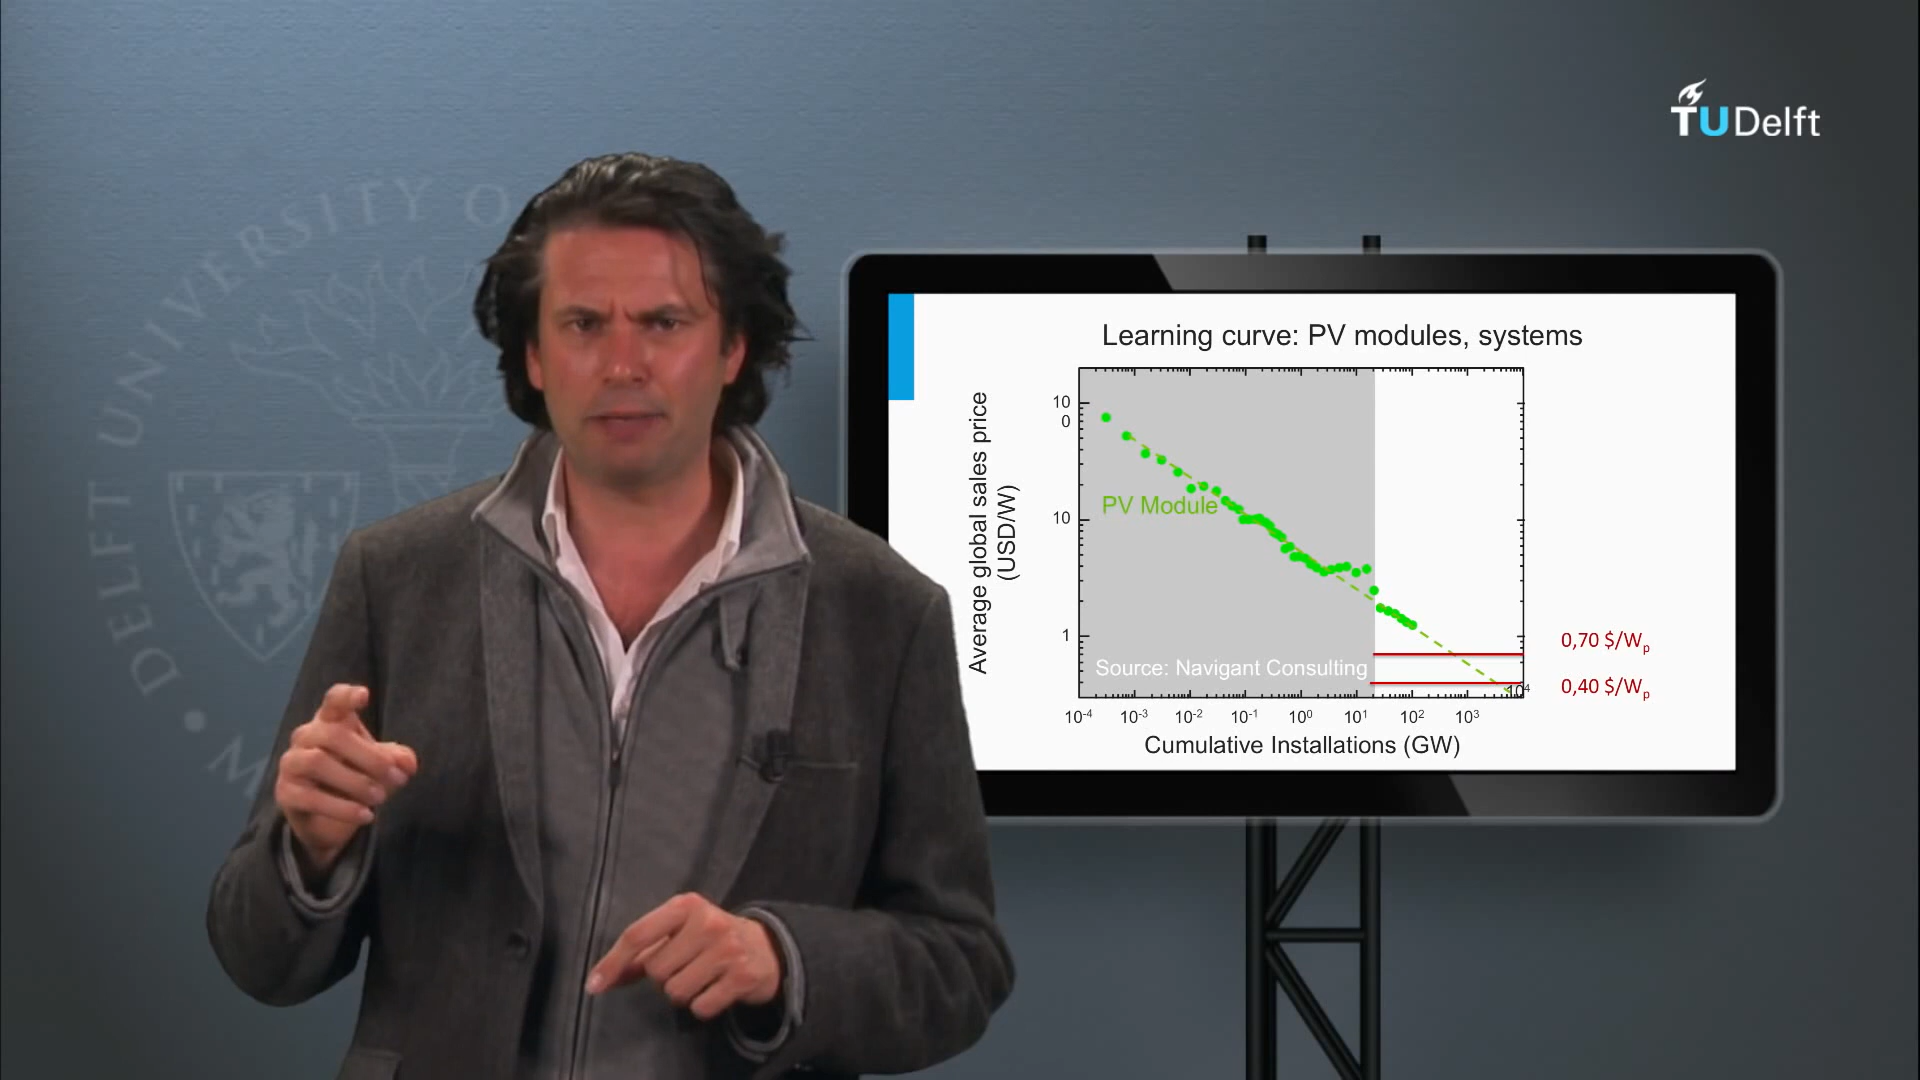 TUDelft
DELFT UNIVERSITY O
Learning curve: PV modules, systems
Average global sales price
(USD/W)
10
0
10
1
PV Module
Source: Navigant Consulting
0,70 $/Wp
0,40 $/Wp
10⁴
10⁻⁴ 10⁻³ 10⁻² 10⁻¹ 10⁰ 10¹ 10² 10³
Cumulative Installations (GW)